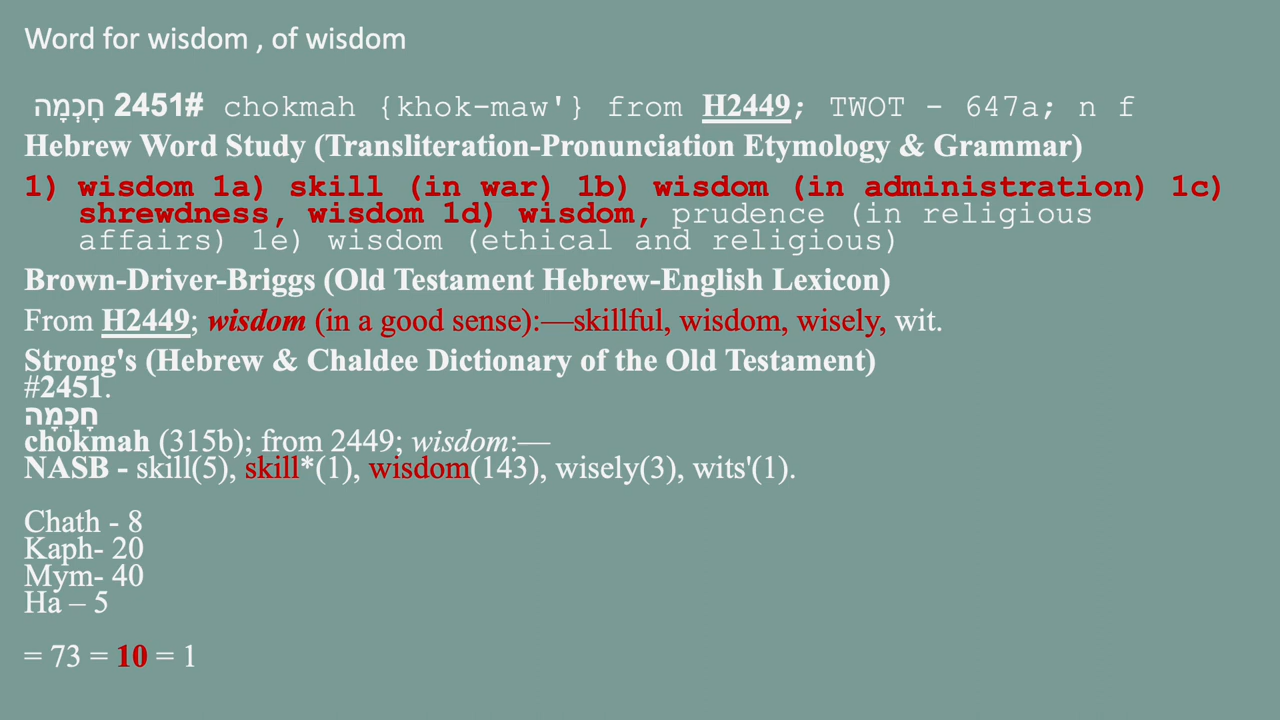 Word for wisdom , of wisdom
חָכְמָה 2451# chokmah {khok-maw'} from H2449; TWOT - 647a; n f
Hebrew Word Study (Transliteration-Pronunciation Etymology & Grammar)
1) wisdom 1a) skill (in war) 1b) wisdom (in administration) 1c)
shrewdness, wisdom 1d) wisdom, prudence (in religious
affairs) 1e) wisdom (ethical and religious)
Brown-Driver-Briggs (Old Testament Hebrew-English Lexicon)
From H2449; wisdom (in a good sense):—skillful, wisdom, wisely, wit.
Strong's (Hebrew & Chaldee Dictionary of the Old Testament)
#2451.
חָכְמָה
chokmah (315b); from 2449; wisdom:—
NASB - skill(5), skill*(1), wisdom(143), wisely(3), wits'(1).
Chath - 8
Kaph- 20
Mym- 40
Ha – 5
= 73 = 10 = 1